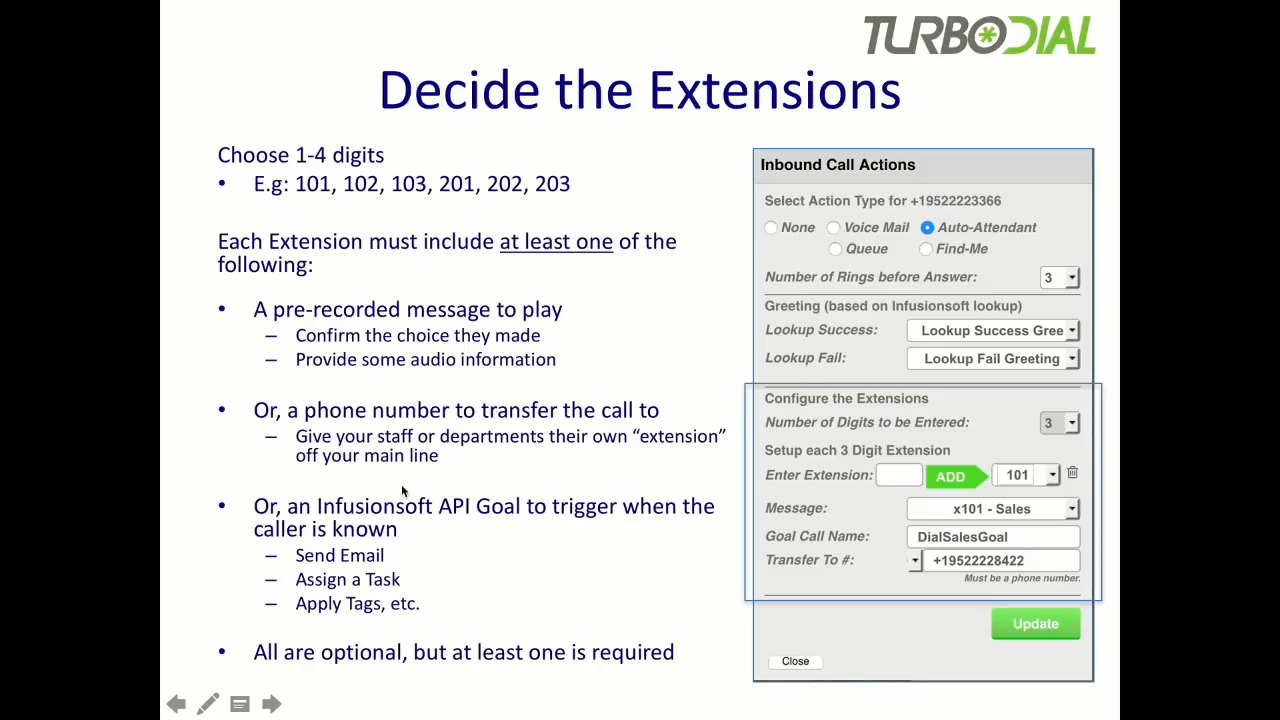 TURBODIAL
Decide the Extensions
Choose 1-4 digits
• E.g: 101, 102, 103, 201, 202, 203
Each Extension must include at least one of the
following:
• A pre-recorded message to play
– Confirm the choice they made
– Provide some audio information
• Or, a phone number to transfer the call to
– Give your staff or departments their own “extension”
off your main line
• Or, an Infusionsoft API Goal to trigger when the
caller is known
– Send Email
– Assign a Task
– Apply Tags, etc.
• All are optional, but at least one is required
Inbound Call Actions
Select Action Type for +19522223366
None Voice Mail Auto-Attendant
Queue Find-Me
Number of Rings before Answer: 3
Greeting (based on Infusionsoft lookup)
Lookup Success: Lookup Success Gree
Lookup Fail: Lookup Fail Greeting
Configure the Extensions
Number of Digits to be Entered: 3
Setup each 3 Digit Extension
Enter Extension: ADD 101
Message: x101 - Sales
Goal Call Name: DialSalesGoal
Transfer To #: +19522228422
Must be a phone number.
Update
Close